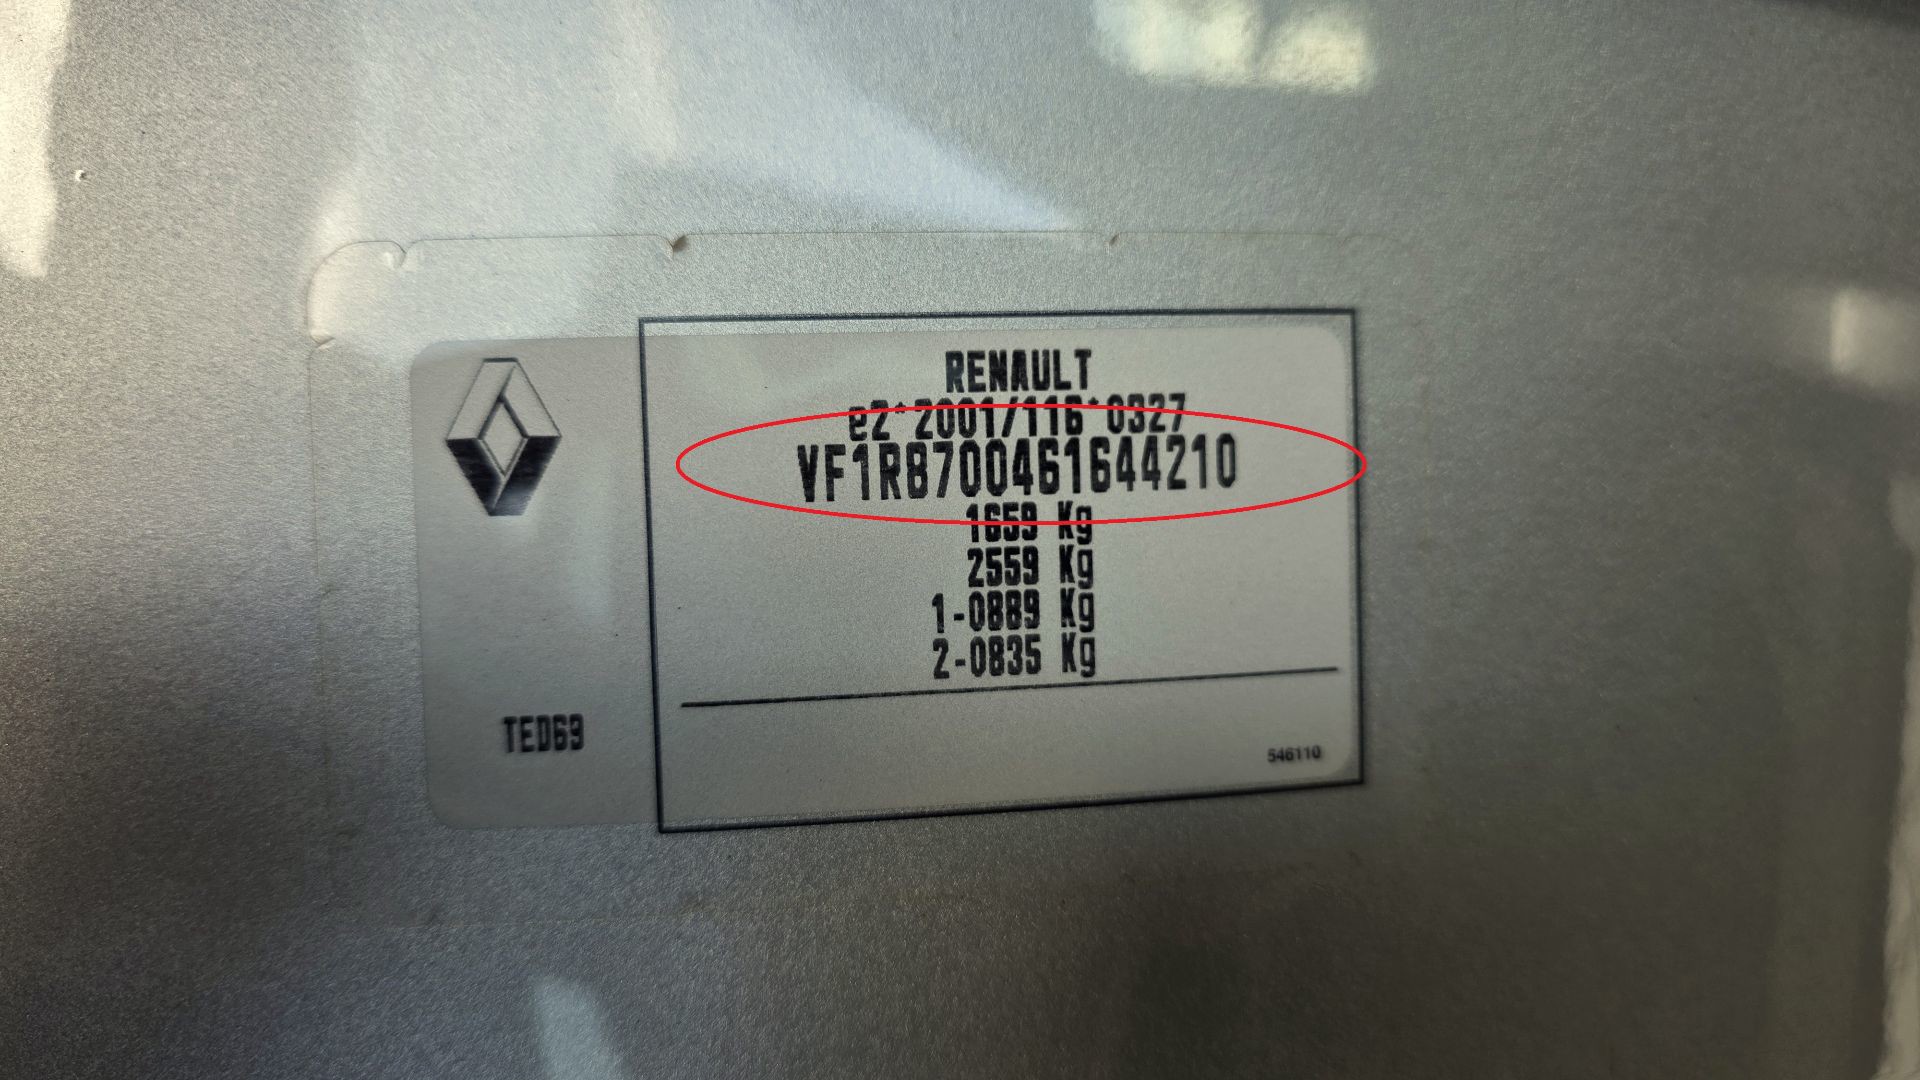 RENAULT
e2*2001/116*0327
VF1R8700461644210
1659 Kg
2559 Kg
1-0889 Kg
2-0835 Kg
TED69
546110